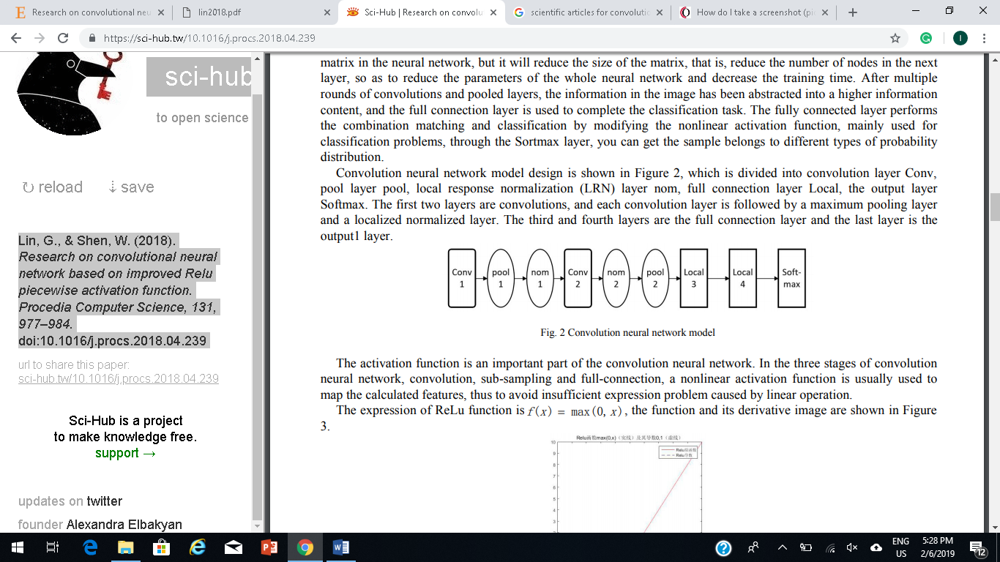 Research on convolutional neu
lin2018.pdf
Sci-Hub | Research on convolu
scientific articles for convolutio
How do I take a screenshot (pi
https://sci-hub.tw/10.1016/j.procs.2018.04.239
sci-hub
to open science
reload
save
Lin, G., & Shen, W. (2018).
Research on convolutional neural
network based on improved Relu
piecewise activation function.
Procedia Computer Science, 131,
977–984.
doi:10.1016/j.procs.2018.04.239
url to share this paper:
sci-hub.tw/10.1016/j.procs.2018.04.239
Sci-Hub is a project
to make knowledge free.
support →
updates on twitter
founder Alexandra Elbakyan
matrix in the neural network, but it will reduce the size of the matrix, that is, reduce the number of nodes in the next
layer, so as to reduce the parameters of the whole neural network and decrease the training time. After multiple
rounds of convolutions and pooled layers, the information in the image has been abstracted into a higher information
content, and the full connection layer is used to complete the classification task. The fully connected layer performs
the combination matching and classification by modifying the nonlinear activation function, mainly used for
classification problems, through the Sortmax layer, you can get the sample belongs to different types of probability
distribution.
Convolution neural network model design is shown in Figure 2, which is divided into convolution layer Conv,
pool layer pool, local response normalization (LRN) layer nom, full connection layer Local, the output layer
Softmax. The first two layers are convolutions, and each convolution layer is followed by a maximum pooling layer
and a localized normalized layer. The third and fourth layers are the full connection layer and the last layer is the
output1 layer.
Conv 1
pool 1
nom 1
Conv 2
nom 2
pool 2
Local 3
Local 4
Soft-
max
Fig. 2 Convolution neural network model
The activation function is an important part of the convolution neural network. In the three stages of convolution
neural network, convolution, sub-sampling and full-connection, a nonlinear activation function is usually used to
map the calculated features, thus to avoid insufficient expression problem caused by linear operation.
The expression of ReLu function is f(x) = max(0, x), the function and its derivative image are shown in Figure
3.
Relu函数max(0,x)（实线）及其导数0,1（虚线）
10
9
8
7
6
5
4
3
Relu导数
ENG
US
5:28 PM
2/6/2019
12